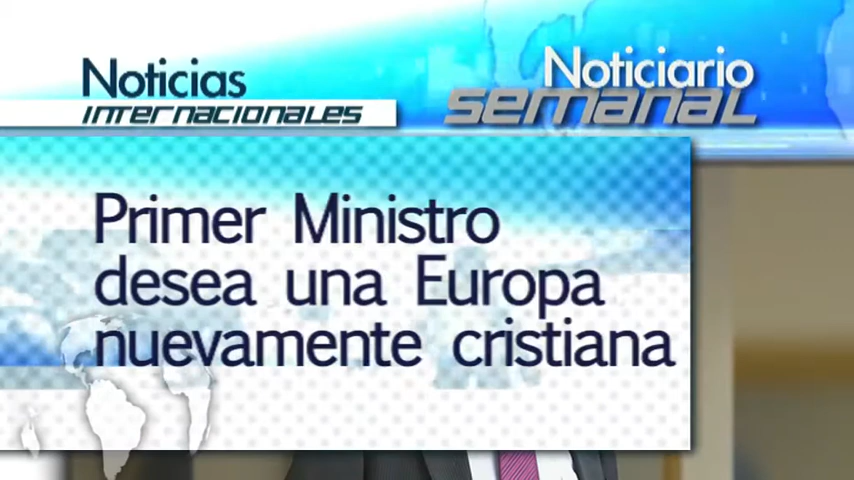 Noticias
INTERNACIONALES
Noticiario
SEMANAL
Primer Ministro
desea una Europa
nuevamente cristiana